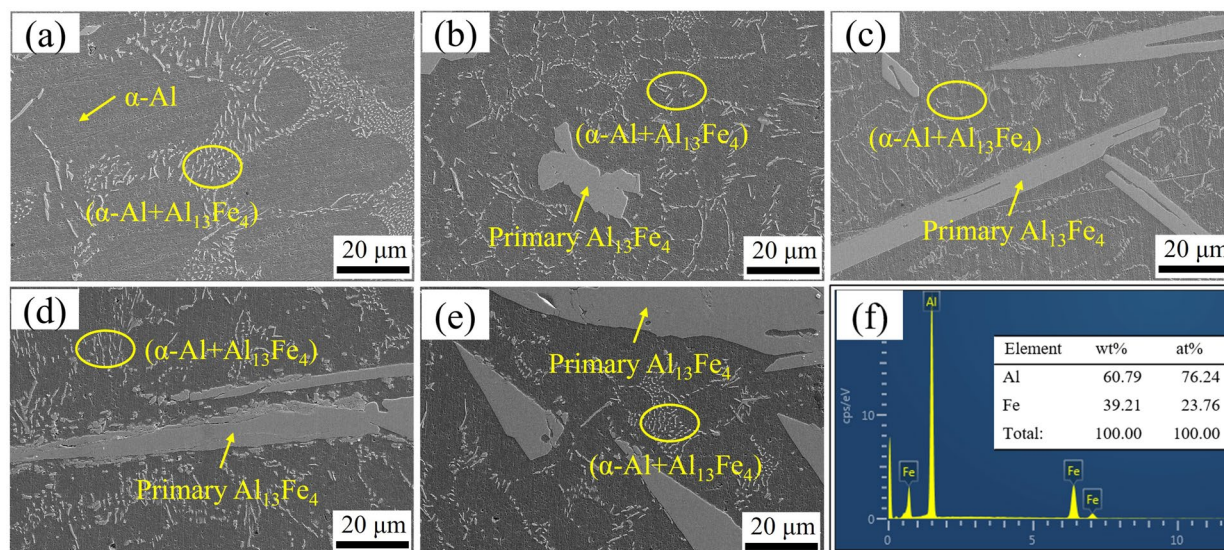 (a)
α-Al
(α-Al+Al₁₃Fe₄)
20 μm
(b)
(α-Al+Al₁₃Fe₄)
Primary Al₁₃Fe₄
20 μm
(c)
(α-Al+Al₁₃Fe₄)
Primary Al₁₃Fe₄
20 μm
(d)
(α-Al+Al₁₃Fe₄)
Primary Al₁₃Fe₄
20 μm
(e)
Primary Al₁₃Fe₄
(α-Al+Al₁₃Fe₄)
20 μm
(f)
Al
Element wt% at%
Al 60.79 76.24
Fe 39.21 23.76
Total: 100.00 100.00
cps/eV
10
0
Fe
Fe
Fe
0 5 10